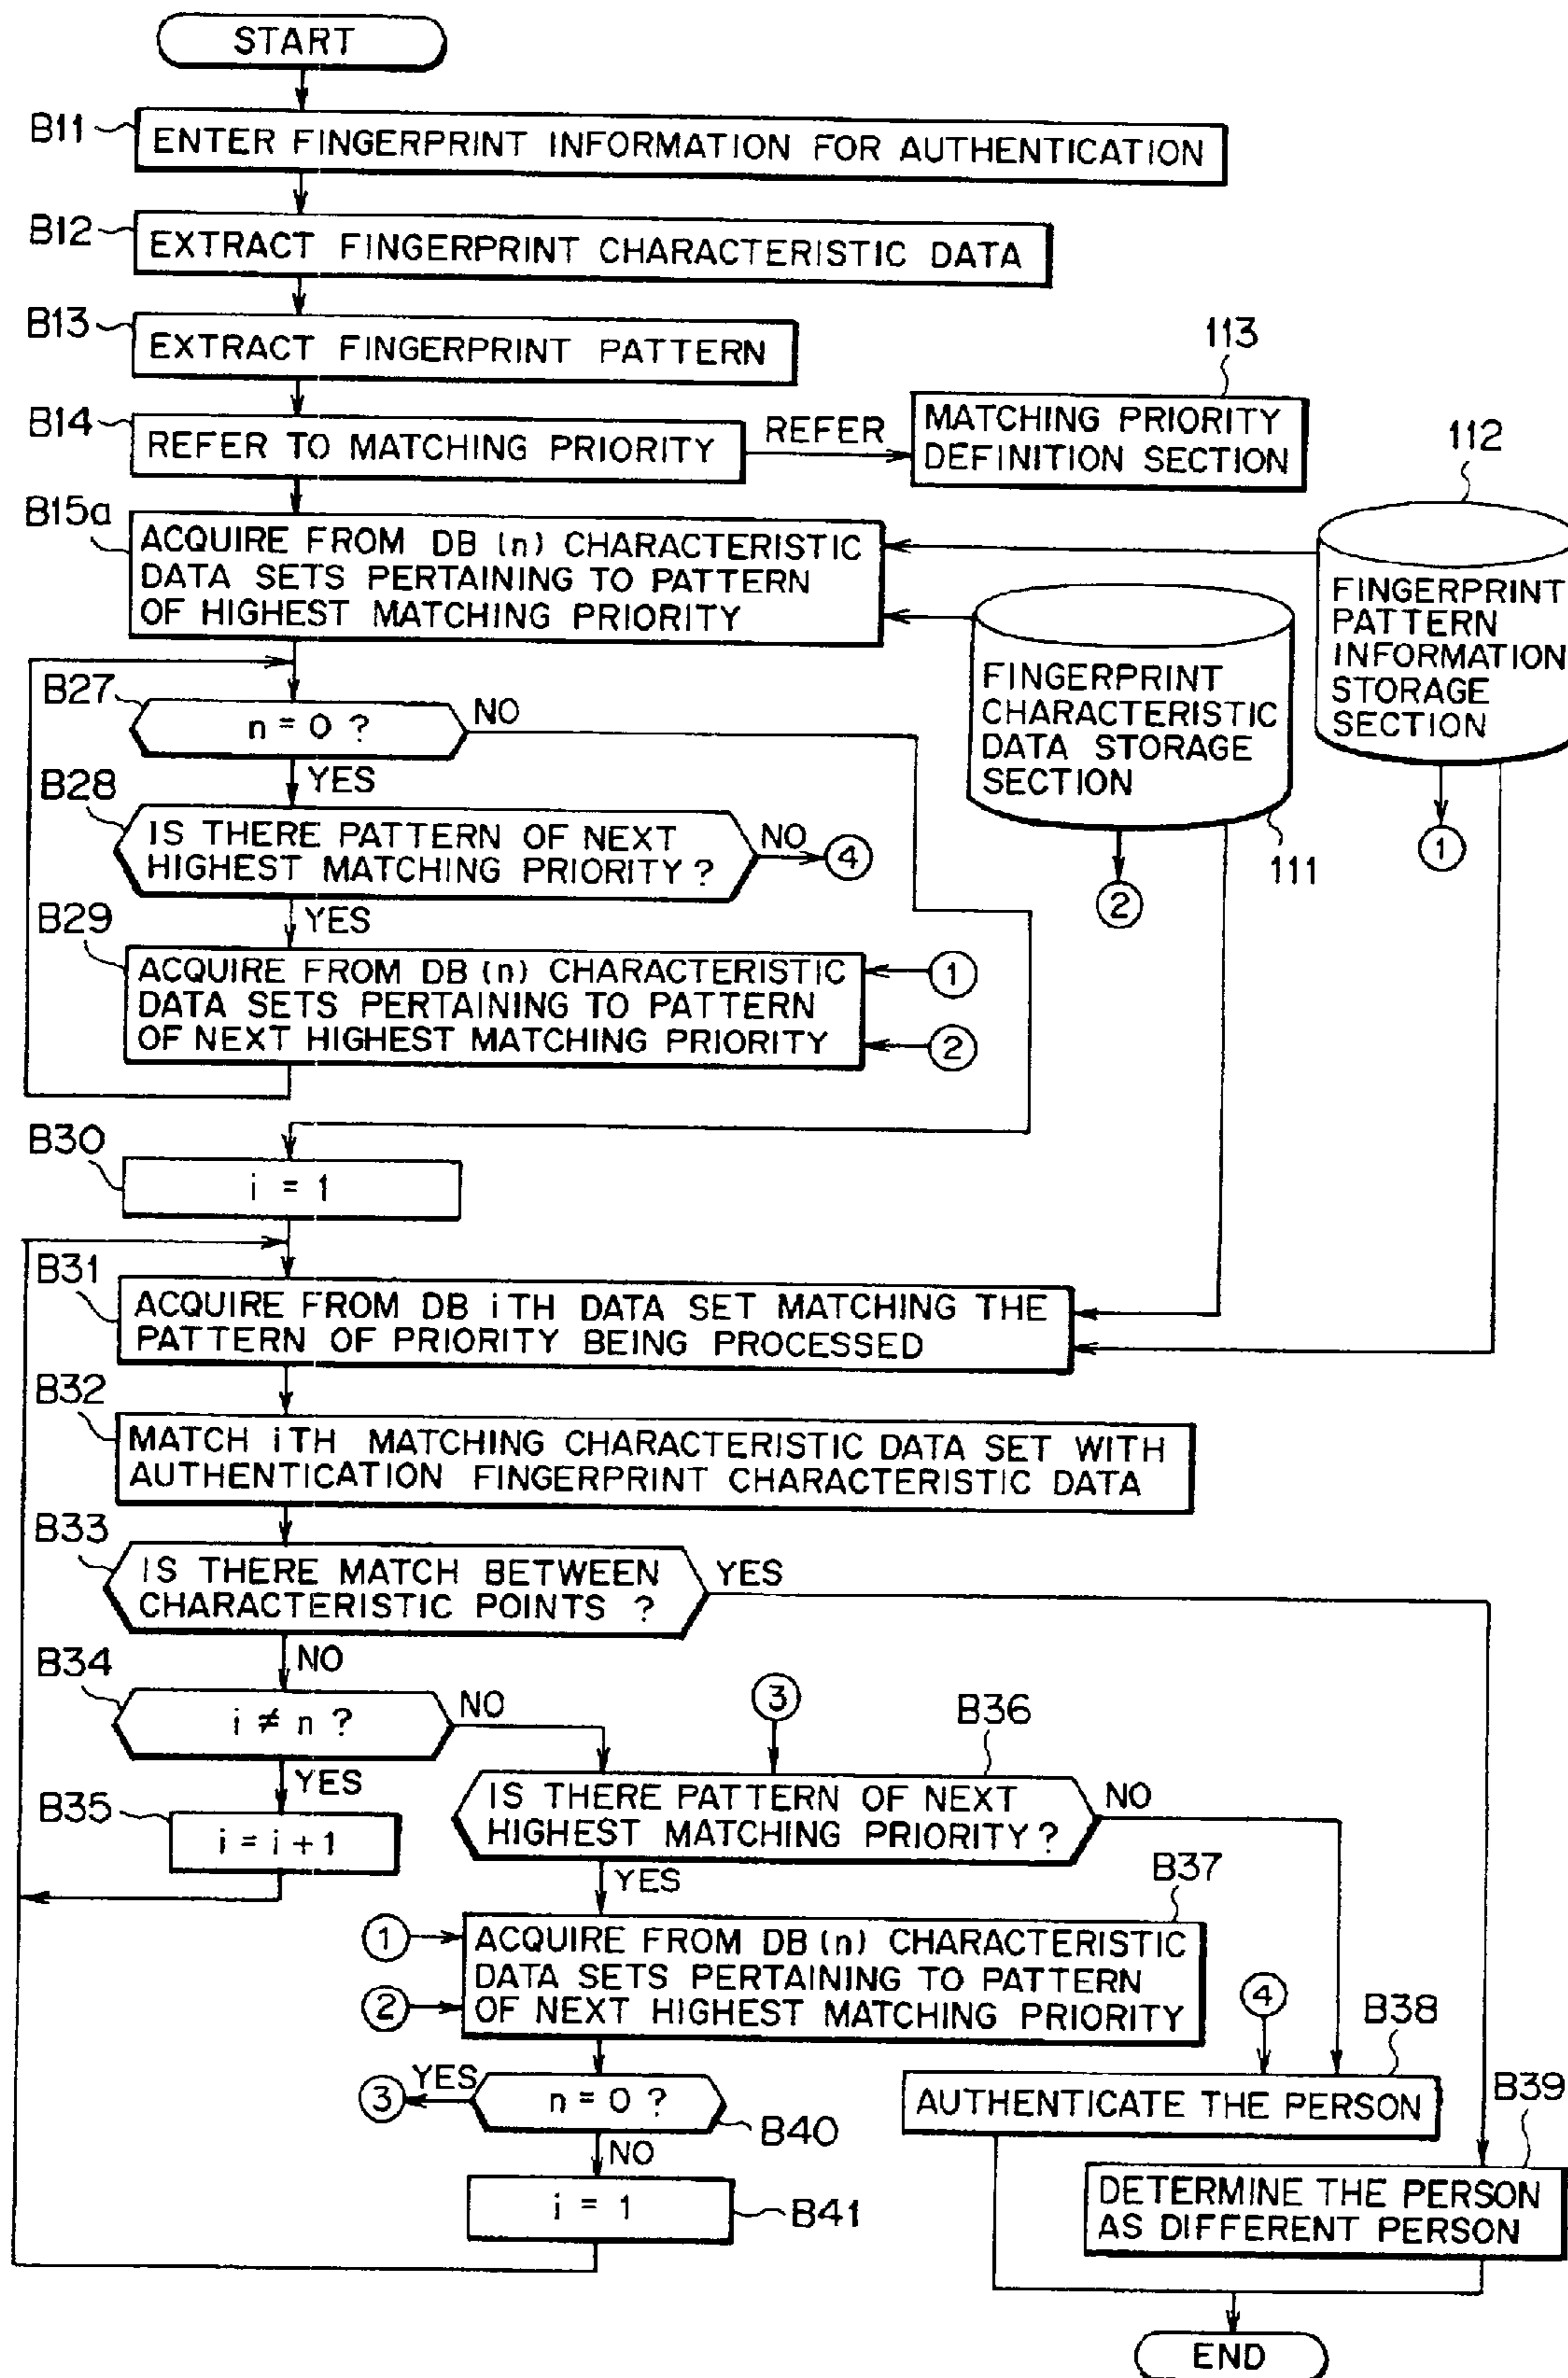 START
B11
ENTER FINGERPRINT INFORMATION FOR AUTHENTICATION
B12
EXTRACT FINGERPRINT CHARACTERISTIC DATA
B13
EXTRACT FINGERPRINT PATTERN
B14
REFER TO MATCHING PRIORITY
REFER
113
MATCHING PRIORITY
DEFINITION SECTION
112
FINGERPRINT
PATTERN
INFORMATION
STORAGE
SECTION
1
B15a
ACQUIRE FROM DB (n) CHARACTERISTIC
DATA SETS PERTAINING TO PATTERN
OF HIGHEST MATCHING PRIORITY
FINGERPRINT
CHARACTERISTIC
DATA STORAGE
SECTION
111
2
B27
n = 0 ?
NO
YES
B28
IS THERE PATTERN OF NEXT
HIGHEST MATCHING PRIORITY ?
NO
4
YES
B29
ACQUIRE FROM DB (n) CHARACTERISTIC
DATA SETS PERTAINING TO PATTERN
OF NEXT HIGHEST MATCHING PRIORITY
1
2
B30
i = 1
B31
ACQUIRE FROM DB iTH DATA SET MATCHING THE
PATTERN OF PRIORITY BEING PROCESSED
B32
MATCH iTH MATCHING CHARACTERISTIC DATA SET WITH
AUTHENTICATION FINGERPRINT CHARACTERISTIC DATA
B33
IS THERE MATCH BETWEEN
CHARACTERISTIC POINTS ?
YES
NO
B34
i ≠ n ?
NO
YES
B35
i = i + 1
3
B36
IS THERE PATTERN OF NEXT
HIGHEST MATCHING PRIORITY ?
NO
YES
B37
1
2
ACQUIRE FROM DB (n) CHARACTERISTIC
DATA SETS PERTAINING TO PATTERN
OF NEXT HIGHEST MATCHING PRIORITY
4
B38
AUTHENTICATE THE PERSON
3
YES
n = 0 ?
B40
NO
i = 1
B41
B39
DETERMINE THE PERSON
AS DIFFERENT PERSON
END